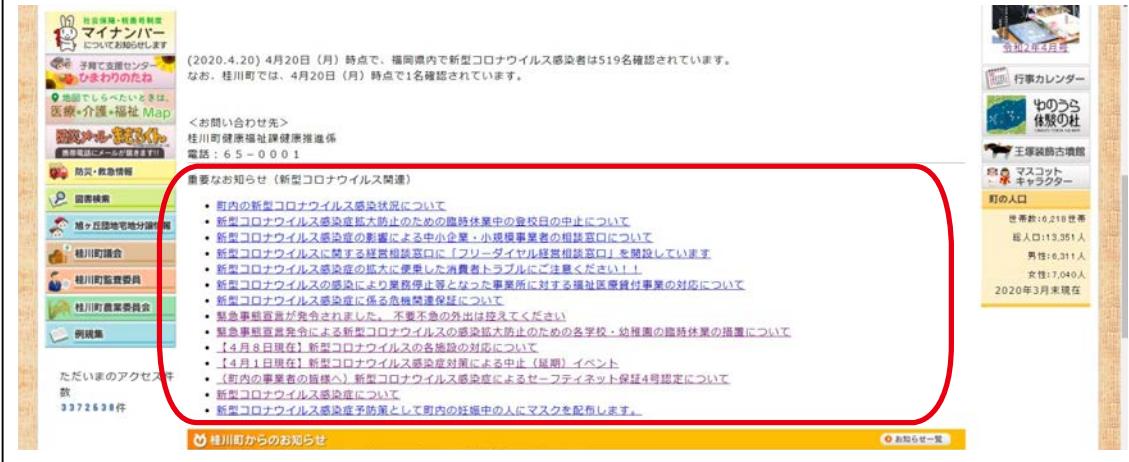 社会保障・税番号制度
マイナンバー
についてお知らせします
子育て支援センター
ひまわりのたね
地図でしらべたいときは、
医療・介護・福祉 Map
防災メール・まもるくん
携帯電話にメールが届きます!!
防災・救急情報
図書検索
旭ヶ丘団地宅地分譲情報
桂川町議会
桂川町監査委員
桂川町農業委員会
例規集
ただいまのアクセス件
数
3372638件
(2020.4.20) 4月20日（月）時点で、福岡県内で新型コロナウイルス感染者は519名確認されています。
なお、桂川町では、4月20日（月）時点で1名確認されています。
＜お問い合わせ先＞
桂川町健康福祉課健康推進係
電話：６５－０００１
重要なお知らせ（新型コロナウイルス関連）
・町内の新型コロナウイルス感染状況について
・新型コロナウイルス感染症拡大防止のための臨時休業中の登校日の中止について
・新型コロナウイルス感染症の影響による中小企業・小規模事業者の相談窓口について
・新型コロナウイルスに関する経営相談窓口に「フリーダイヤル経営相談窓口」を開設しています
・新型コロナウイルス感染症の拡大に便乗した消費者トラブルにご注意ください！！
・新型コロナウイルスの感染により業務停止等となった事業所に対する福祉医療貸付事業の対応について
・新型コロナウイルス感染症に係る危機関連保証について
・緊急事態宣言が発令されました。 不要不急の外出は控えてください
・緊急事態宣言発令による新型コロナウイルスの感染拡大防止のための各学校・幼稚園の臨時休業の措置について
・【４月８日現在】新型コロナウイルスの各施設の対応について
・【４月１日現在】新型コロナウイルス感染症対策による中止（延期）イベント
・（町内の事業者の皆様へ）新型コロナウイルス感染症によるセーフティネット保証4号認定について
・新型コロナウイルス感染症について
・新型コロナウイルス感染症予防策として町内の妊娠中の人にマスクを配布します。
桂川町からのお知らせ
お知らせ一覧
令和2年4月号
行事カレンダー
ゆのうら
体験の杜
王塚装飾古墳館
マスコット
キャラクター
町の人口
世帯数:6,218世帯
総人口:13,351人
男性:6,311人
女性:7,040人
2020年3月末現在